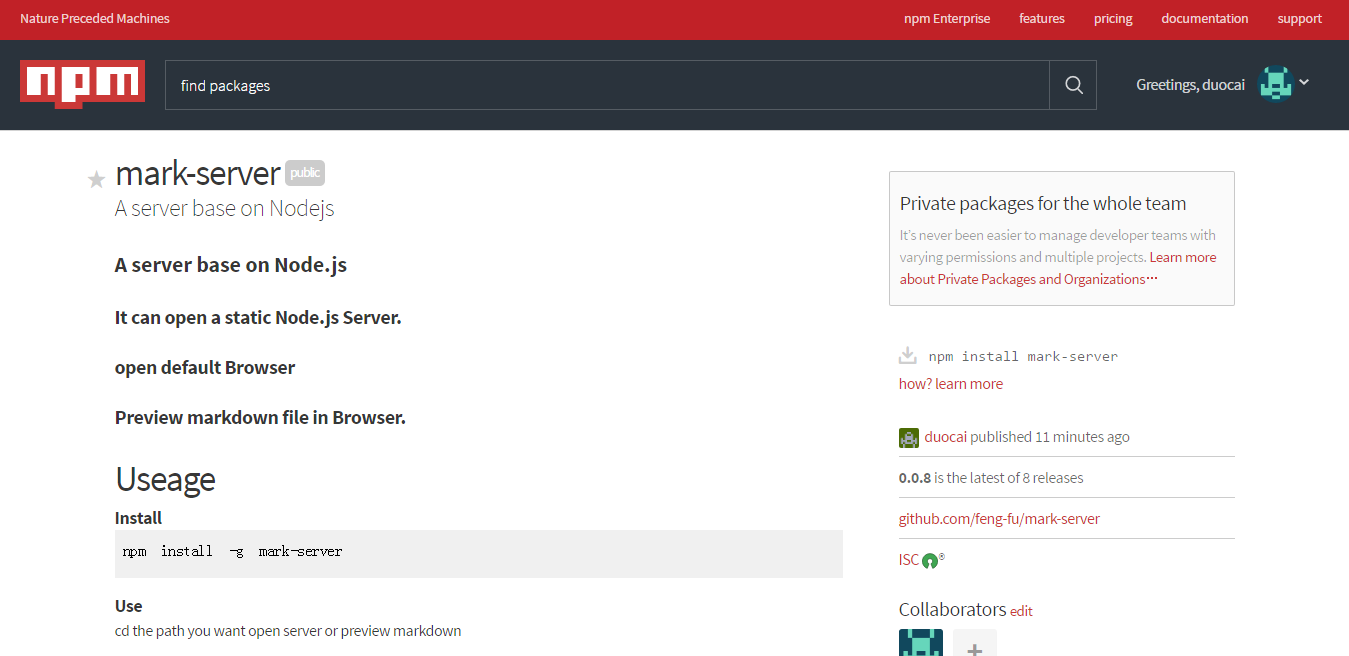 Nature Preceded Machines
npm Enterprise features pricing documentation support
npm
find packages
Greetings, duocai
mark-server public
A server base on Nodejs
A server base on Node.js
It can open a static Node.js Server.
open default Browser
Preview markdown file in Browser.
Useage
Install
npm install -g mark-server
Use
cd the path you want open server or preview markdown
Private packages for the whole team
It's never been easier to manage developer teams with
varying permissions and multiple projects. Learn more
about Private Packages and Organizations···
npm install mark-server
how? learn more
duocai published 11 minutes ago
0.0.8 is the latest of 8 releases
github.com/feng-fu/mark-server
ISC ®
Collaborators edit
+